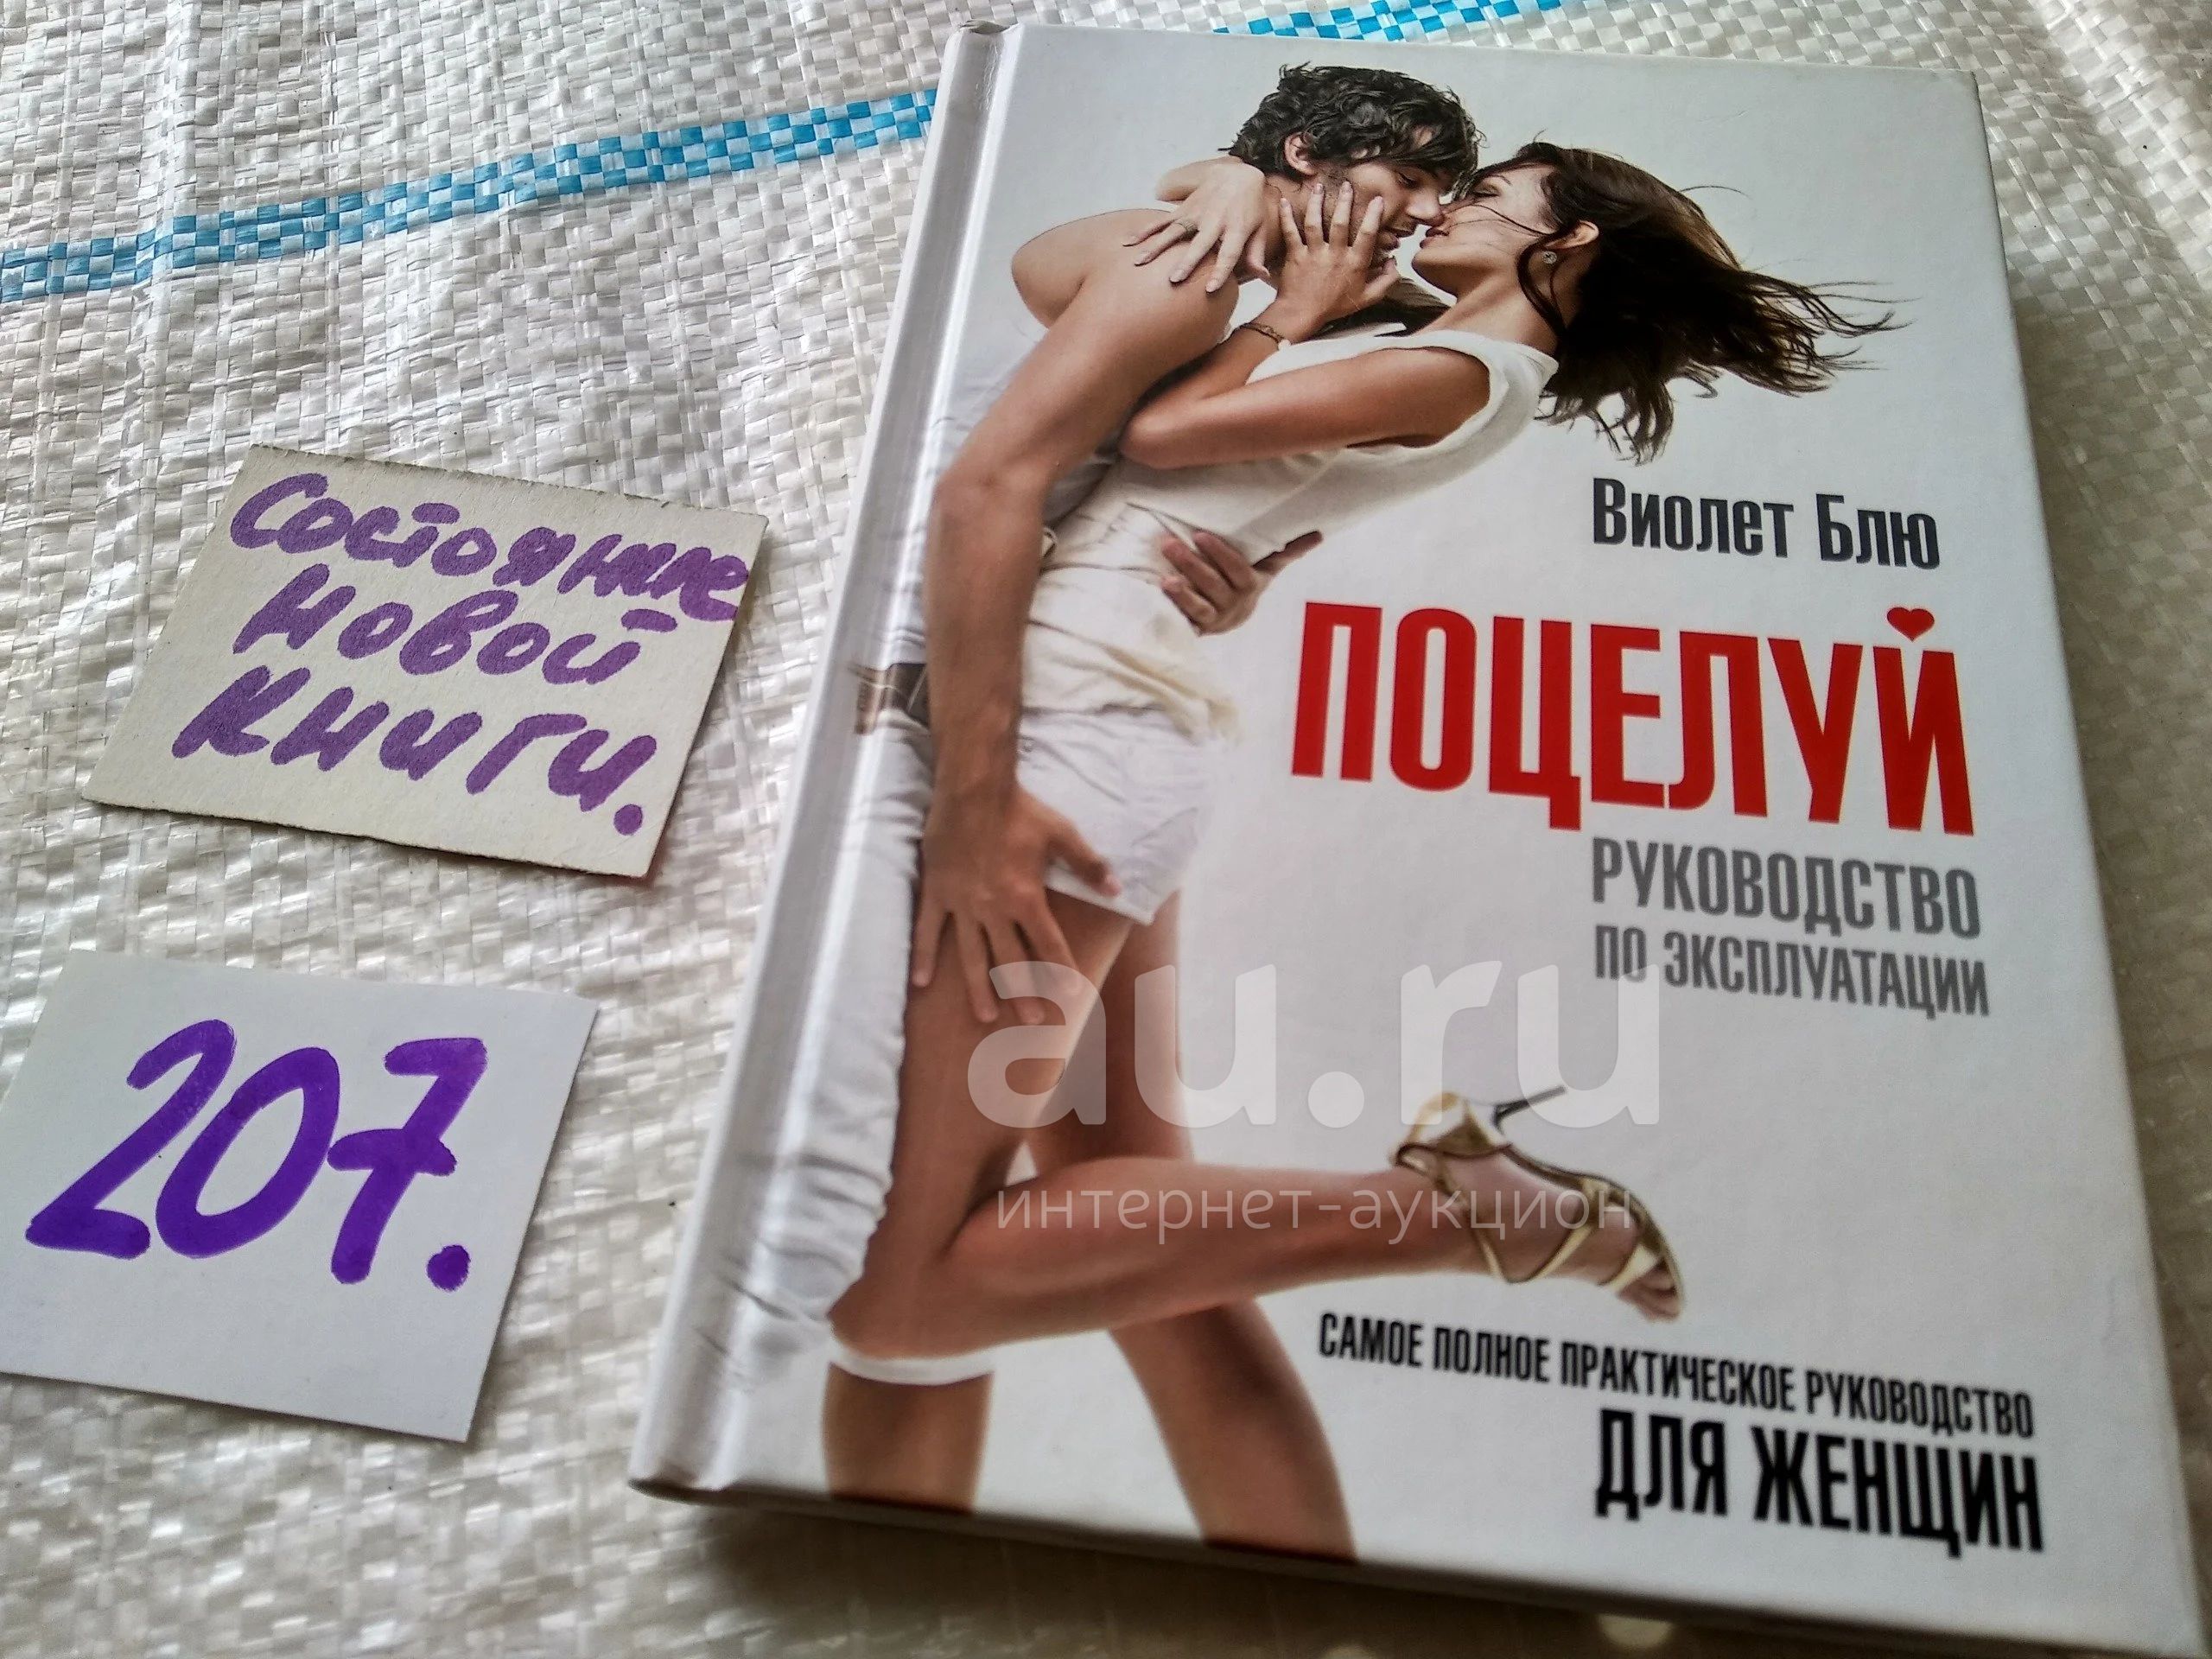 Состояние
новой
книги.
207.
Виолет Блю
ПОЦЕЛУЙ
РУКОВОДСТВО
ПО ЭКСПЛУАТАЦИИ
au.ru
интернет-аукцион
САМОЕ ПОЛНОЕ ПРАКТИЧЕСКОЕ РУКОВОДСТВО
ДЛЯ ЖЕНЩИН